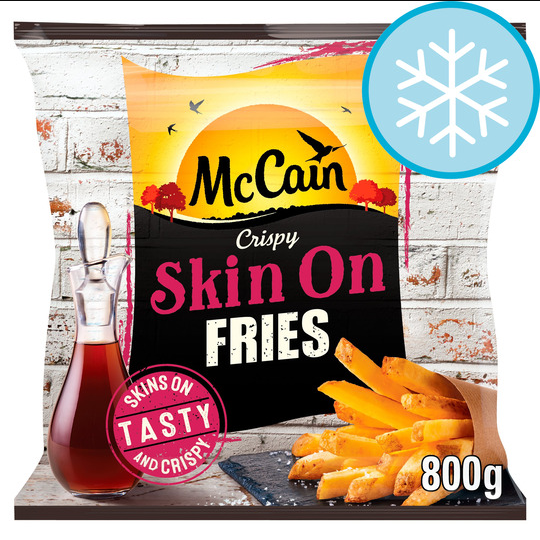 McCain
Crispy
Skin On
FRIES
SKINS ON
TASTY
AND CRISPY
800g